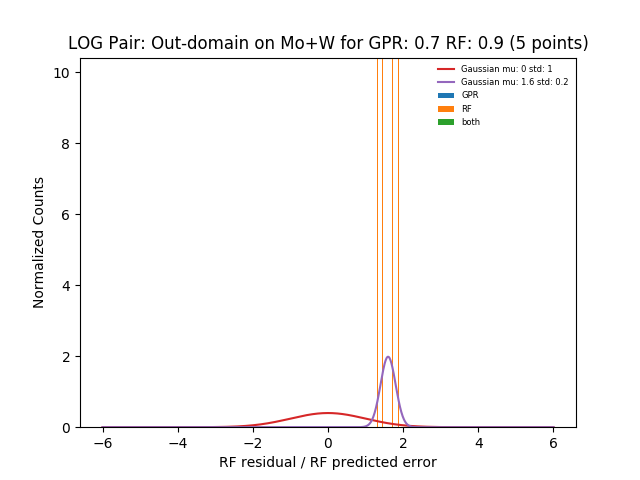 LOG Pair: Out-domain on Mo+W for GPR: 0.7 RF: 0.9 (5 points)
Gaussian mu: 0 std: 1
Gaussian mu: 1.6 std: 0.2
GPR
RF
both
Normalized Counts
10
8
6
4
2
0
−6
−4
−2
0
2
4
6
RF residual / RF predicted error